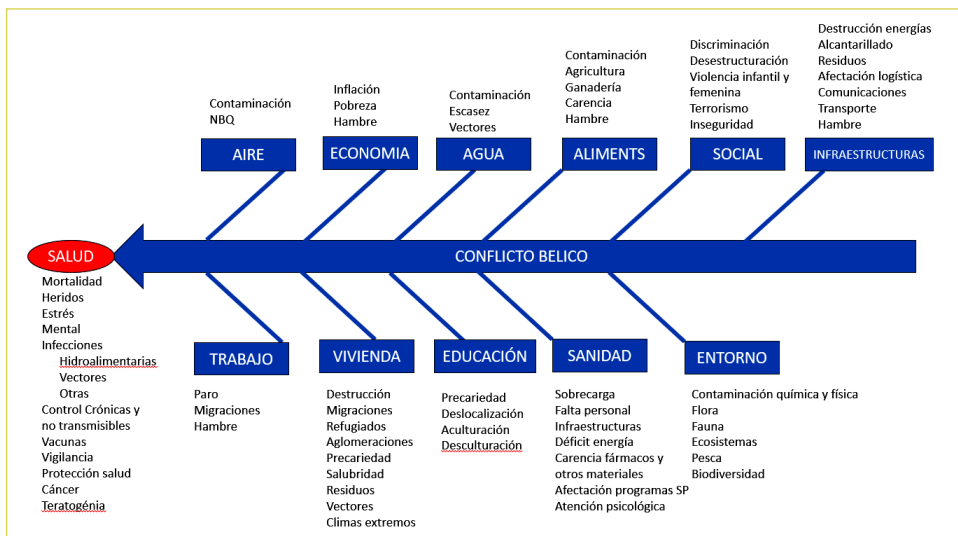 Contaminación
NBQ
AIRE
Inflación
Pobreza
Hambre
ECONOMIA
Contaminación
Escasez
Vectores
AGUA
Contaminación
Agricultura
Ganadería
Carencia
Hambre
ALIMENTS
Discriminación
Desestructuración
Violencia infantil y
femenina
Terrorismo
Inseguridad
SOCIAL
Destrucción energías
Alcantarillado
Residuos
Afectación logística
Comunicaciones
Transporte
Hambre
INFRAESTRUCTURAS
SALUD
CONFLICTO BELICO
Mortalidad
Heridos
Estrés
Mental
Infecciones
Hidroalimentarias
Vectores
Otras
Control Crónicas y
no transmisibles
Vacunas
Vigilancia
Protección salud
Cáncer
Teratogénia
TRABAJO
Paro
Migraciones
Hambre
VIVIENDA
Destrucción
Migraciones
Refugiados
Aglomeraciones
Precariedad
Salubridad
Residuos
Vectores
Climas extremos
EDUCACIÓN
Precariedad
Deslocalización
Aculturación
Desculturación
SANIDAD
Sobrecarga
Falta personal
Infraestructuras
Déficit energía
Carencia fármacos y
otros materiales
Afectación programas SP
Atención psicológica
ENTORNO
Contaminación química y física
Flora
Fauna
Ecosistemas
Pesca
Biodiversidad